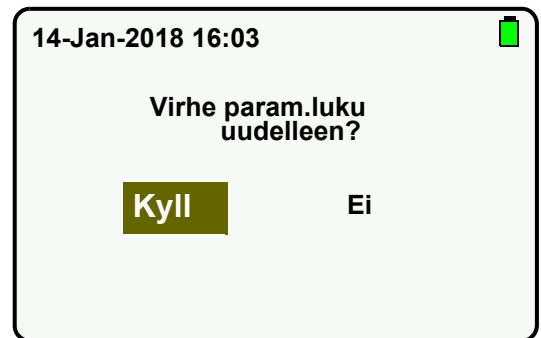 14-Jan-2018 16:03
Virhe param.luku
uudelleen?
Kyll Ei